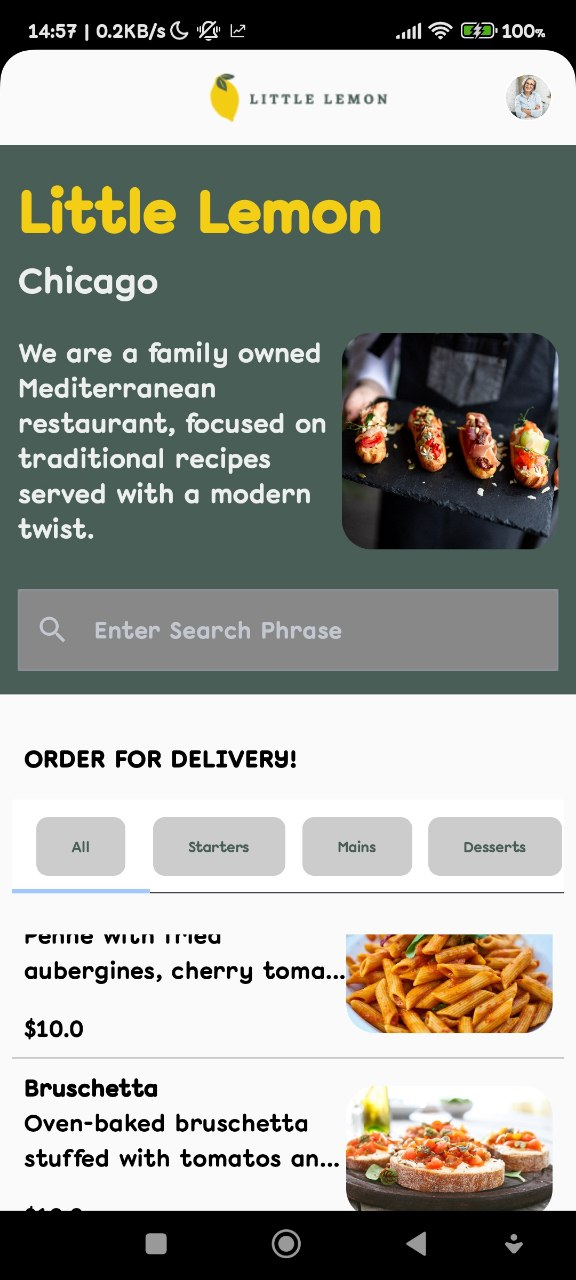 14:57 | 0.2KB/s
100%
LITTLE LEMON
Little Lemon
Chicago
We are a family owned
Mediterranean
restaurant, focused on
traditional recipes
served with a modern
twist.
Enter Search Phrase
ORDER FOR DELIVERY!
All
Starters
Mains
Desserts
Penne with fried
aubergines, cherry toma...
$10.0
Bruschetta
Oven-baked bruschetta
stuffed with tomatos an...